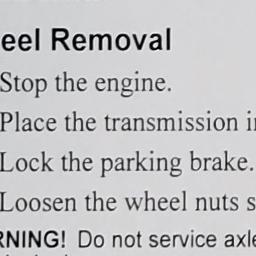 eel Removal
Stop the engine.
Place the transmission i
Lock the parking brake.
Loosen the wheel nuts s
RNING! Do not service axle